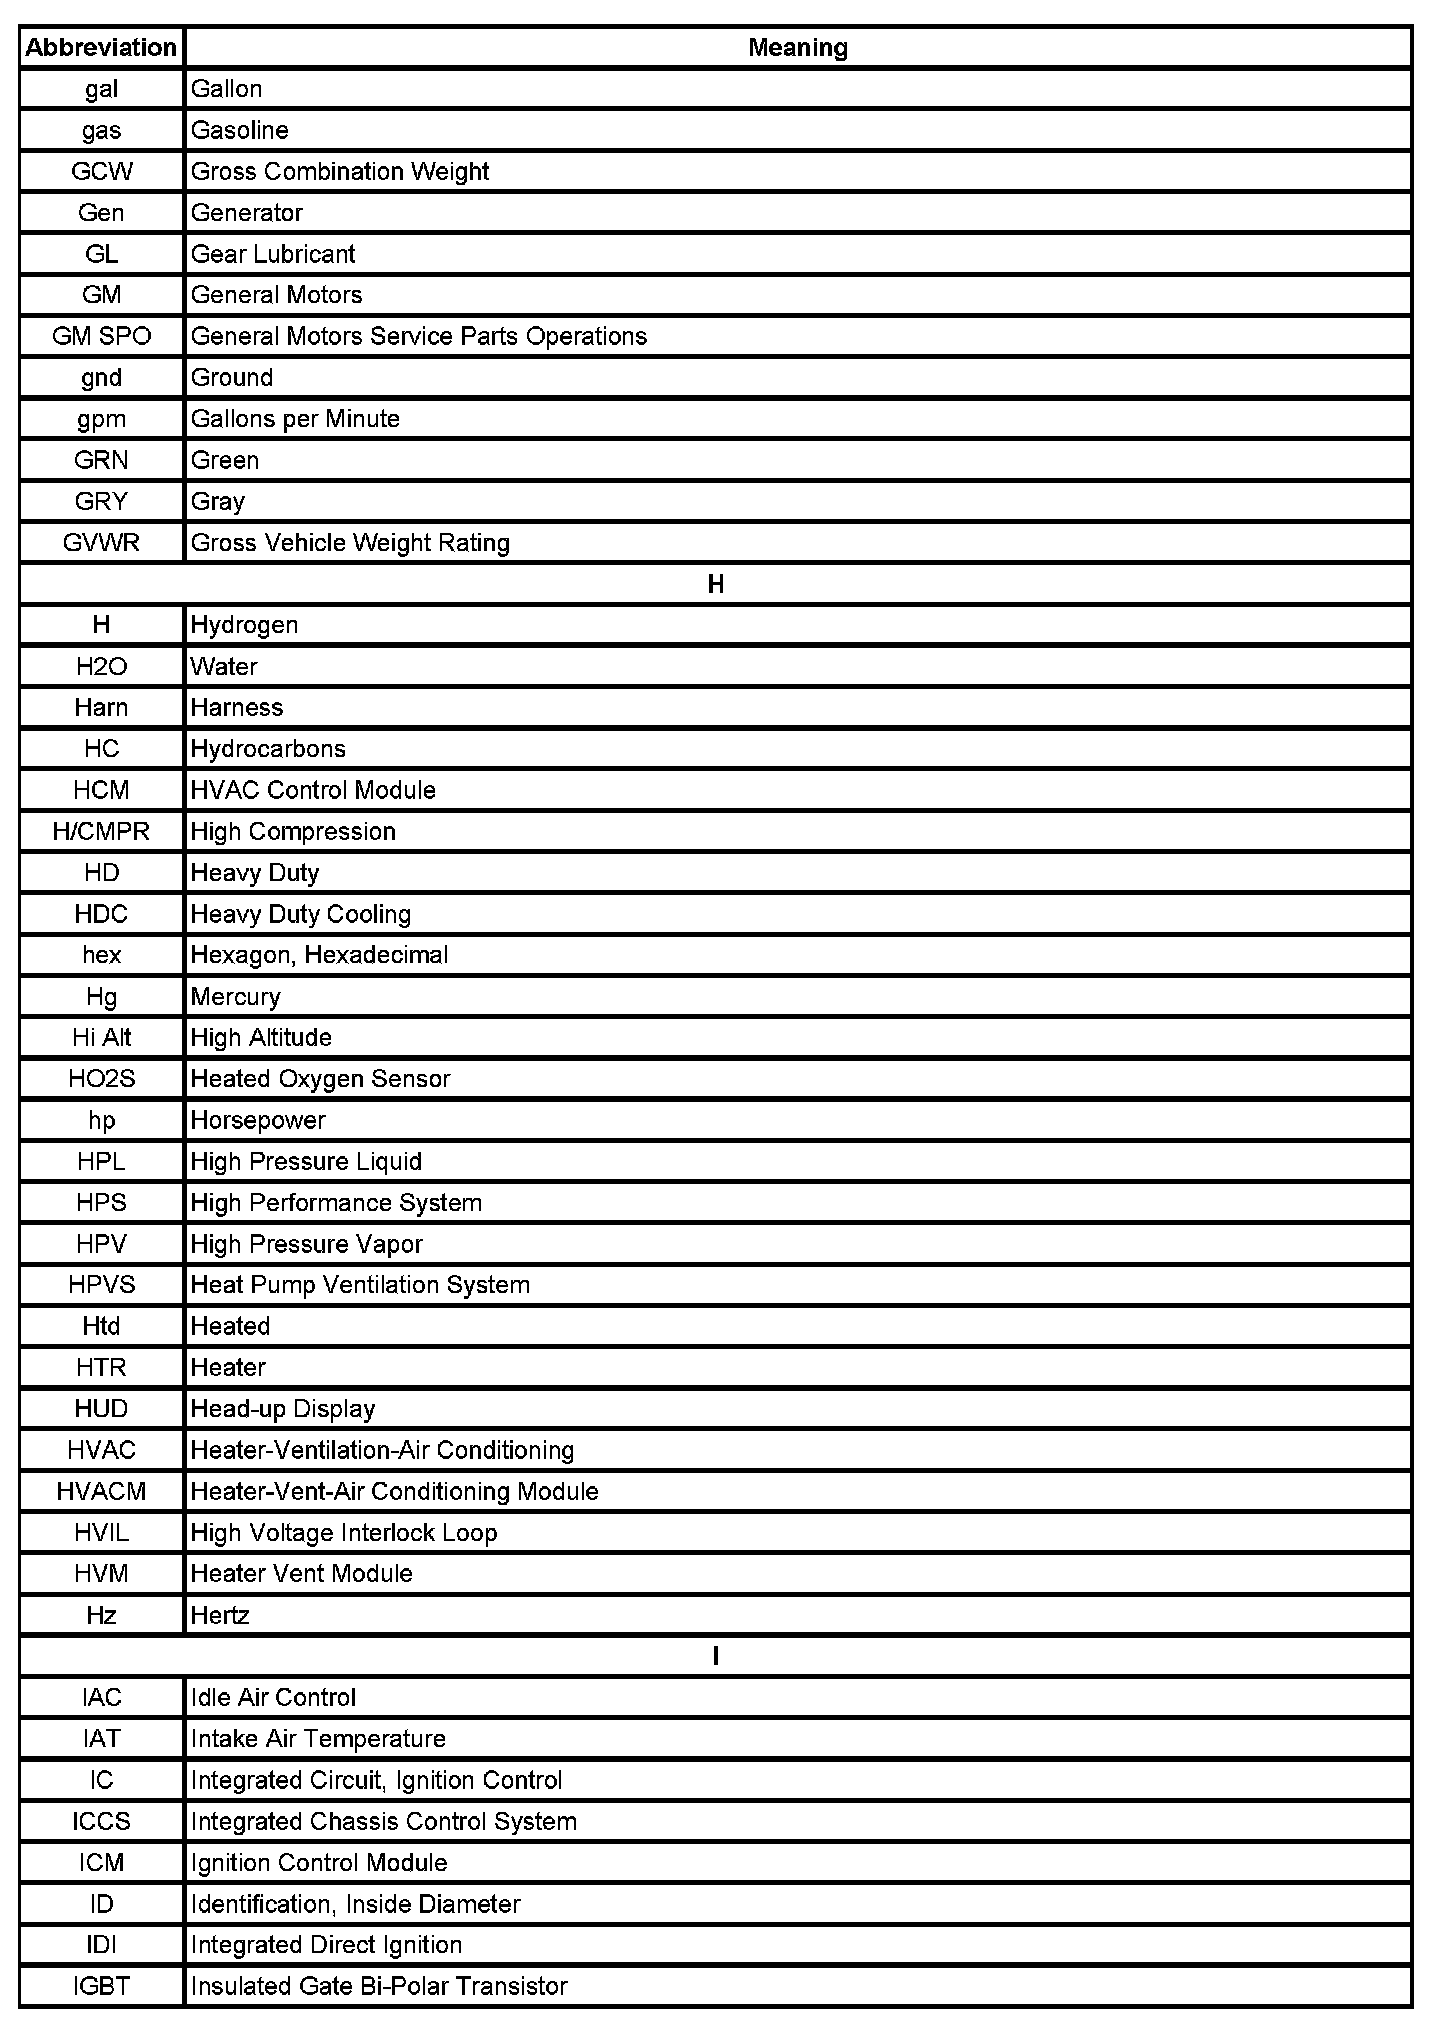 Abbreviation Meaning
gal Gallon
gas Gasoline
GCW Gross Combination Weight
Gen Generator
GL Gear Lubricant
GM General Motors
GM SPO General Motors Service Parts Operations
gnd Ground
gpm Gallons per Minute
GRN Green
GRY Gray
GVWR Gross Vehicle Weight Rating
H
H Hydrogen
H2O Water
Harn Harness
HC Hydrocarbons
HCM HVAC Control Module
H/CMPR High Compression
HD Heavy Duty
HDC Heavy Duty Cooling
hex Hexagon, Hexadecimal
Hg Mercury
Hi Alt High Altitude
HO2S Heated Oxygen Sensor
hp Horsepower
HPL High Pressure Liquid
HPS High Performance System
HPV High Pressure Vapor
HPVS Heat Pump Ventilation System
Htd Heated
HTR Heater
HUD Head-up Display
HVAC Heater-Ventilation-Air Conditioning
HVACM Heater-Vent-Air Conditioning Module
HVIL High Voltage Interlock Loop
HVM Heater Vent Module
Hz Hertz
I
IAC Idle Air Control
IAT Intake Air Temperature
IC Integrated Circuit, Ignition Control
ICCS Integrated Chassis Control System
ICM Ignition Control Module
ID Identification, Inside Diameter
IDI Integrated Direct Ignition
IGBT Insulated Gate Bi-Polar Transistor